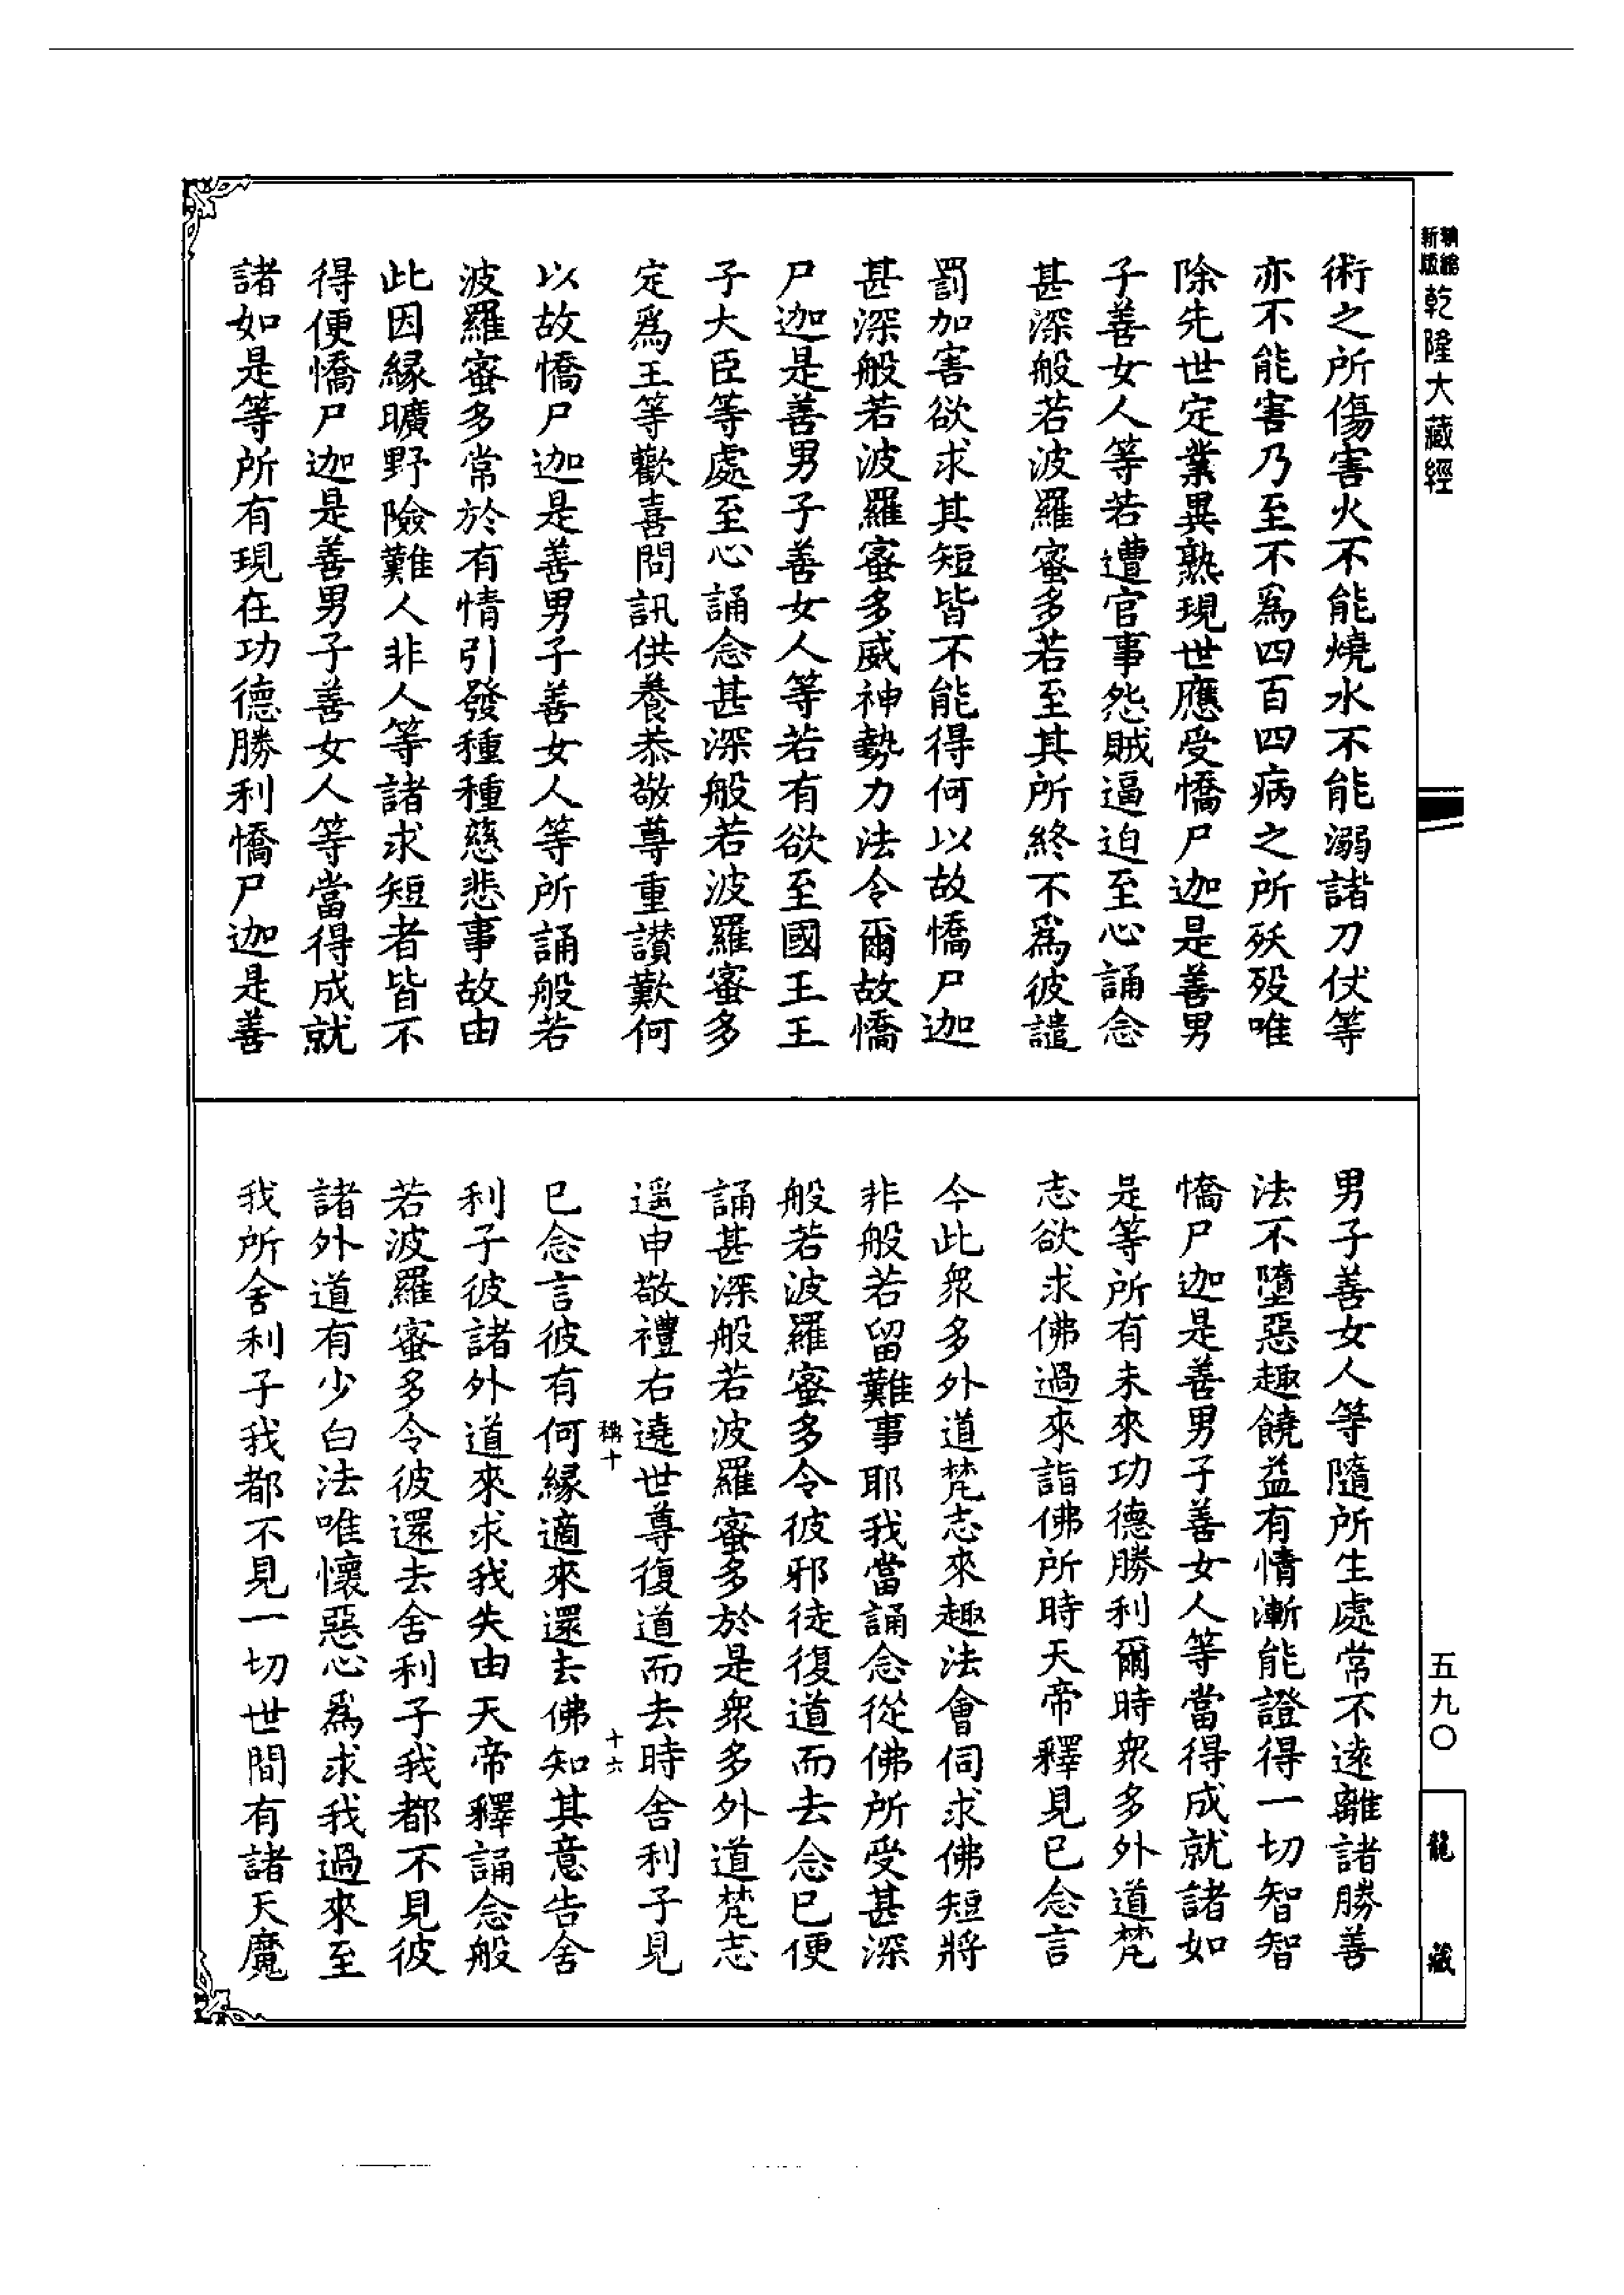 新版
精縮
乾隆大藏經
術之所傷害火不能燒水不能溺諸刀伏等
亦不能害乃至不爲四百四病之所殀歿唯
除先世定業異熟現世應受憍尸迦是善男
子善女人等若遭官事怨賊逼迫至心誦念
甚深般若波羅蜜多若至其所終不爲彼譴
罰加害欲求其短皆不能得何以故憍尸迦
甚深般若波羅蜜多威神勢力法令爾故憍
尸迦是善男子善女人等若有欲至國王王
子大臣等處至心誦念甚深般若波羅蜜多
定爲王等歡喜問訊供養恭敬尊重讃歎何
以故憍尸迦是善男子善女人等所誦般若
波羅蜜多常於有情引發種種慈悲事故由
此因緣曠野險難人非人等諸求短者皆不
得便憍尸迦是善男子善女人等當得成就
諸如是等所有現在功德勝利憍尸迦是善
男子善女人等隨所生處常不遠離諸勝善
法不墮惡趣饒益有情漸能證得一切智智
憍尸迦是善男子善女人等當得成就諸如
是等所有未來功德勝利爾時衆多外道梵
志欲求佛過來詣佛所時天帝釋見已念言
今此衆多外道梵志來趣法會伺求佛短將
非般若留難事耶我當誦念從佛所受甚深
般若波羅蜜多令彼邪徒復道而去念已便
誦甚深般若波羅蜜多於是衆多外道梵志
遥申敬禮右遶世尊復道而去時舍利子見
稱十
十六
已念言彼有何緣適來還去佛知其意告舍
利子彼諸外道來求我失由天帝釋誦念般
若波羅蜜多令彼還去舍利子我都不見彼
諸外道有少白法唯懷惡心爲求我過來至
我所舍利子我都不見一切世間有諸天魔
五九〇
龍藏